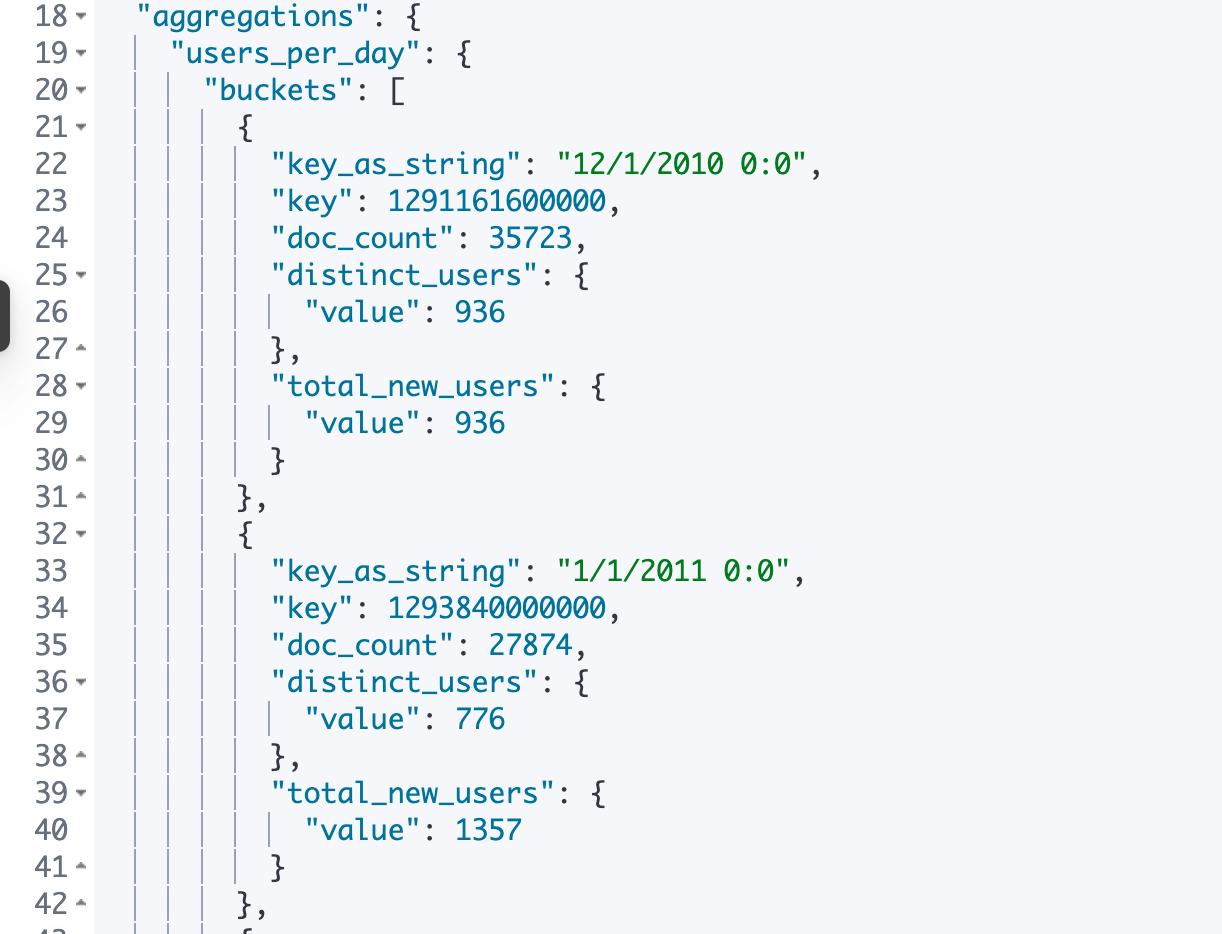 18 "aggregations": {
19 "users_per_day": {
20 "buckets": [
21 {
22 "key_as_string": "12/1/2010 0:0",
23 "key": 1291161600000,
24 "doc_count": 35723,
25 "distinct_users": {
26 "value": 936
27 },
28 "total_new_users": {
29 "value": 936
30 }
31 },
32 {
33 "key_as_string": "1/1/2011 0:0",
34 "key": 1293840000000,
35 "doc_count": 27874,
36 "distinct_users": {
37 "value": 776
38 },
39 "total_new_users": {
40 "value": 1357
41 }
42 },